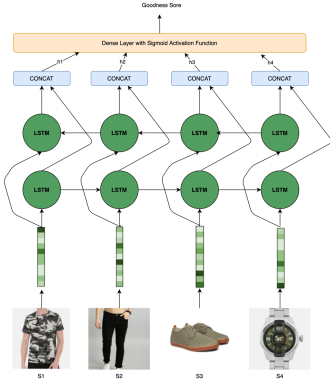 Goodness Sore
Dense Layer with Sigmoid Activation Function
h1 h2 h3 h4
CONCAT CONCAT CONCAT CONCAT
LSTM LSTM LSTM LSTM
LSTM LSTM LSTM LSTM
S1 S2 S3 S4